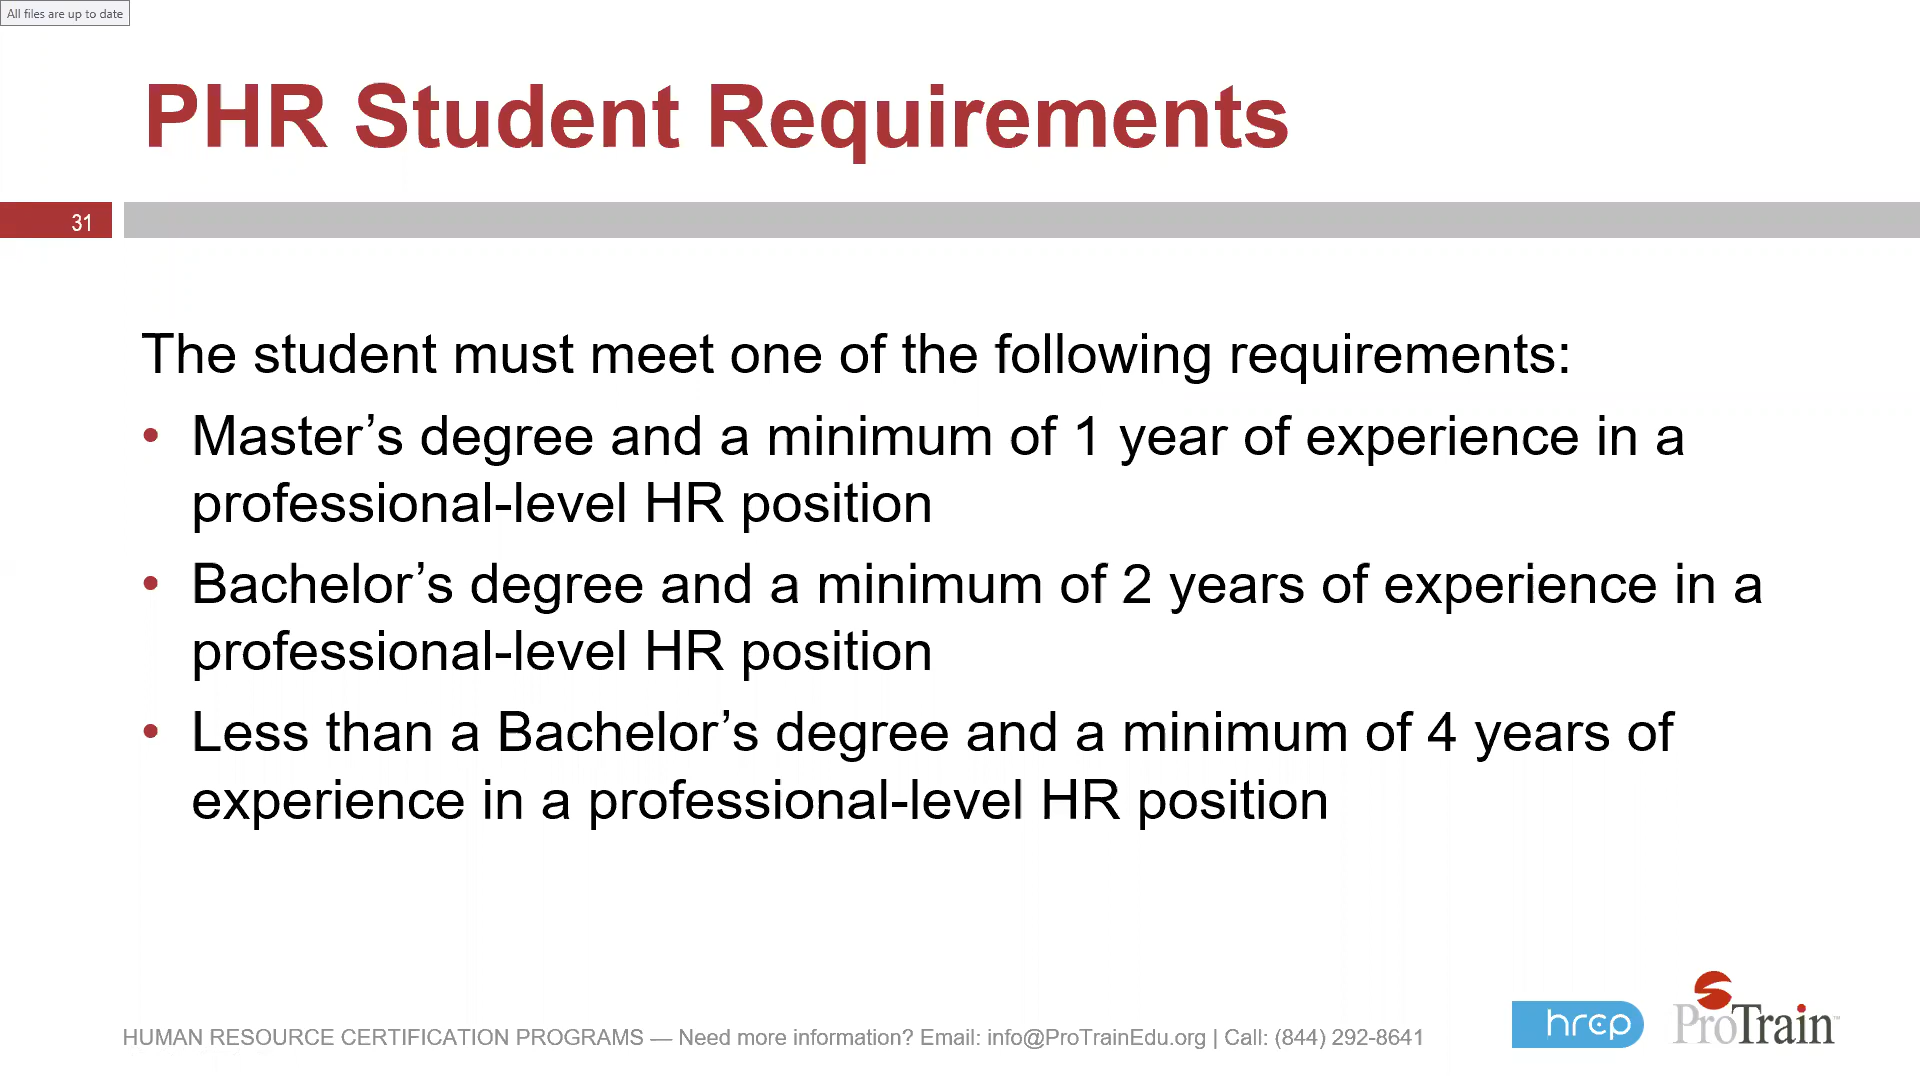 All files are up to date
PHR Student Requirements
31
The student must meet one of the following requirements:
• Master’s degree and a minimum of 1 year of experience in a
professional-level HR position
• Bachelor’s degree and a minimum of 2 years of experience in a
professional-level HR position
• Less than a Bachelor’s degree and a minimum of 4 years of
experience in a professional-level HR position
HUMAN RESOURCE CERTIFICATION PROGRAMS — Need more information? Email: info@ProTrainEdu.org | Call: (844) 292-8641
hrcp
ProTrain™